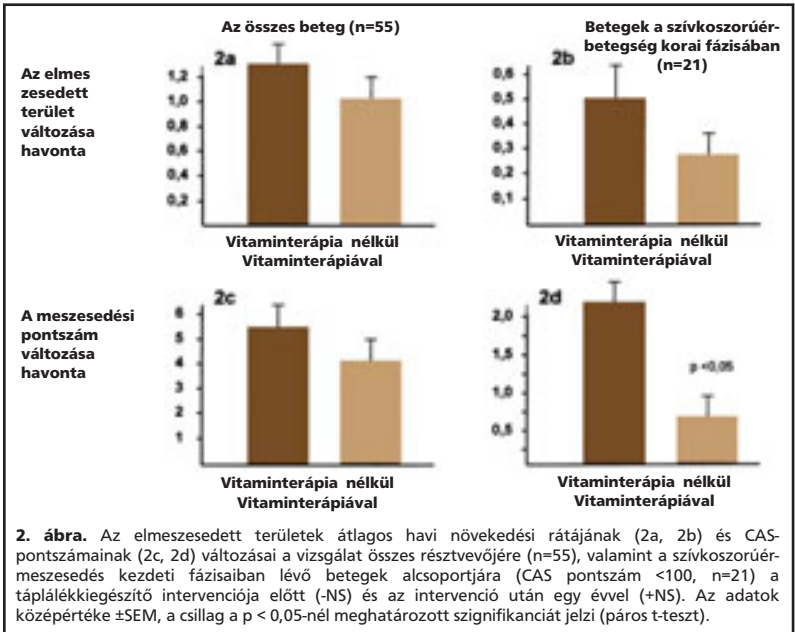 Az összes beteg (n=55)
Betegek a szívkoszorúér-
betegség korai fázisában
(n=21)
Az elmes
zesedett
terület
változása
havonta
2a
1,2
1,0
0,8
0,6
0,4
0,2
Vitaminterápia nélkül
Vitaminterápiával
2b
0,6
0,5
0,4
0,3
0,2
0,1
Vitaminterápia nélkül
Vitaminterápiával
A meszesedési
pontszám
változása
havonta
2c
6
5
4
3
2
1
Vitaminterápia nélkül
Vitaminterápiával
2d
2,0
1,5
1,0
0,5
p <0,05
Vitaminterápia nélkül
Vitaminterápiával
2. ábra. Az elmeszesedett területek átlagos havi növekedési rátájának (2a, 2b) és CAS-
pontszámainak (2c, 2d) változásai a vizsgálat összes résztvevőjére (n=55), valamint a szívkoszorúér-
meszesedés kezdeti fázisaiban lévő betegek alcsoportjára (CAS pontszám <100, n=21) a
táplálékkiegészítő intervenciója előtt (-NS) és az intervenció után egy évvel (+NS). Az adatok
középértéke ±SEM, a csillag a p < 0,05-nél meghatározott szignifikanciát jelzi (páros t-teszt).